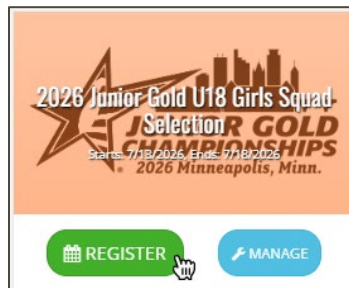 2026 Junior Gold U18 Girls Squad
Selection
JUNIOR GOLD
CHAMPIONSHIPS
Starts: 7/13/2026, Ends: 7/18/2026
2026 Minneapolis, Minn.
REGISTER
MANAGE